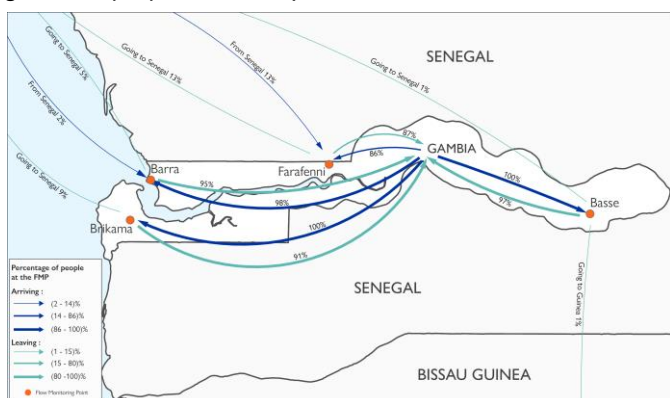 Going to Senegal 5%
Going to Senegal 13%
From Senegal 13%
Going to Senegal 1%
SENEGAL
From Senegal 2%
87%
GAMBIA
86%
Farafenni
Barra
100%
95%
Going to Senegal 9%
98%
97%
Basse
Brikama
100%
91%
Going to Guinea 1%
SENEGAL
Percentage of people
at the FMP
Arriving :
(2 - 14)%
(14 - 86)%
(86 - 100)%
Leaving :
(1 - 15)%
(15 - 80)%
(80 -100)%
Flow Monitoring Point
BISSAU GUINEA